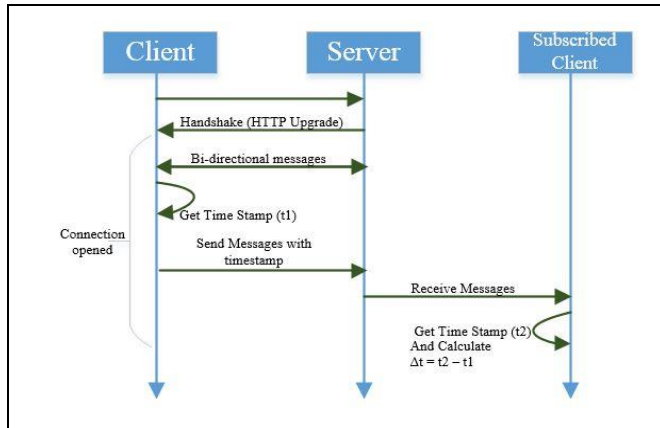 Client
Server
Subscribed
Client
Handshake (HTTP Upgrade)
Bi-directional messages
Get Time Stamp (t1)
Connection
opened
Send Messages with
timestamp
Receive Messages
Get Time Stamp (t2)
And Calculate
Δt = t2 – t1